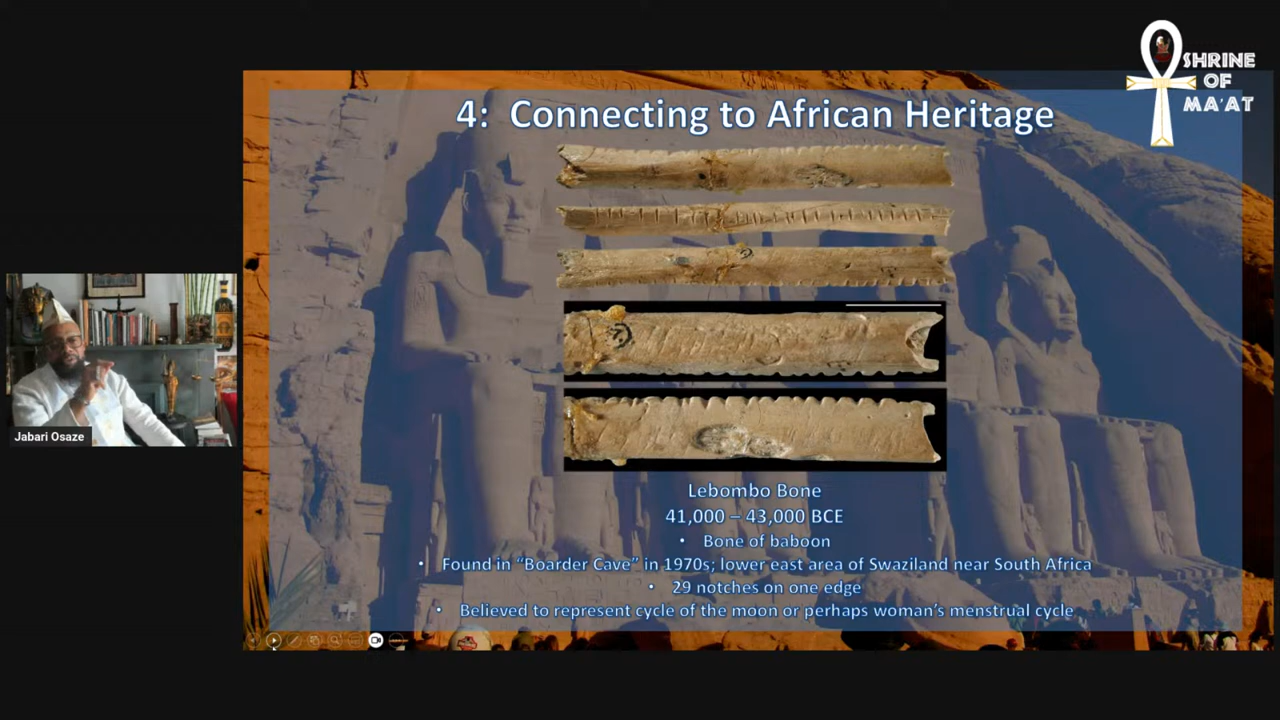 SHRINE
OF
MA'AT
4: Connecting to African Heritage
Lebombo Bone
41,000 – 43,000 BCE
• Bone of baboon
• Found in “Boarder Cave” in 1970s; lower east area of Swaziland near South Africa
• 29 notches on one edge
• Believed to represent cycle of the moon or perhaps woman’s menstrual cycle
Jabari Osaze